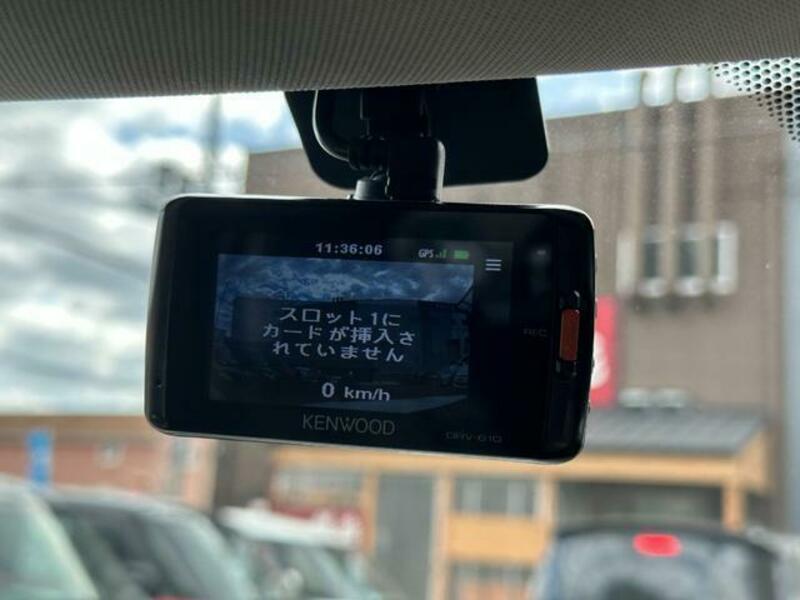 11:36:06 GPS
スロット1に
カードが挿入さ
れていません
0 km/h
REC
KENWOOD
DRV-610